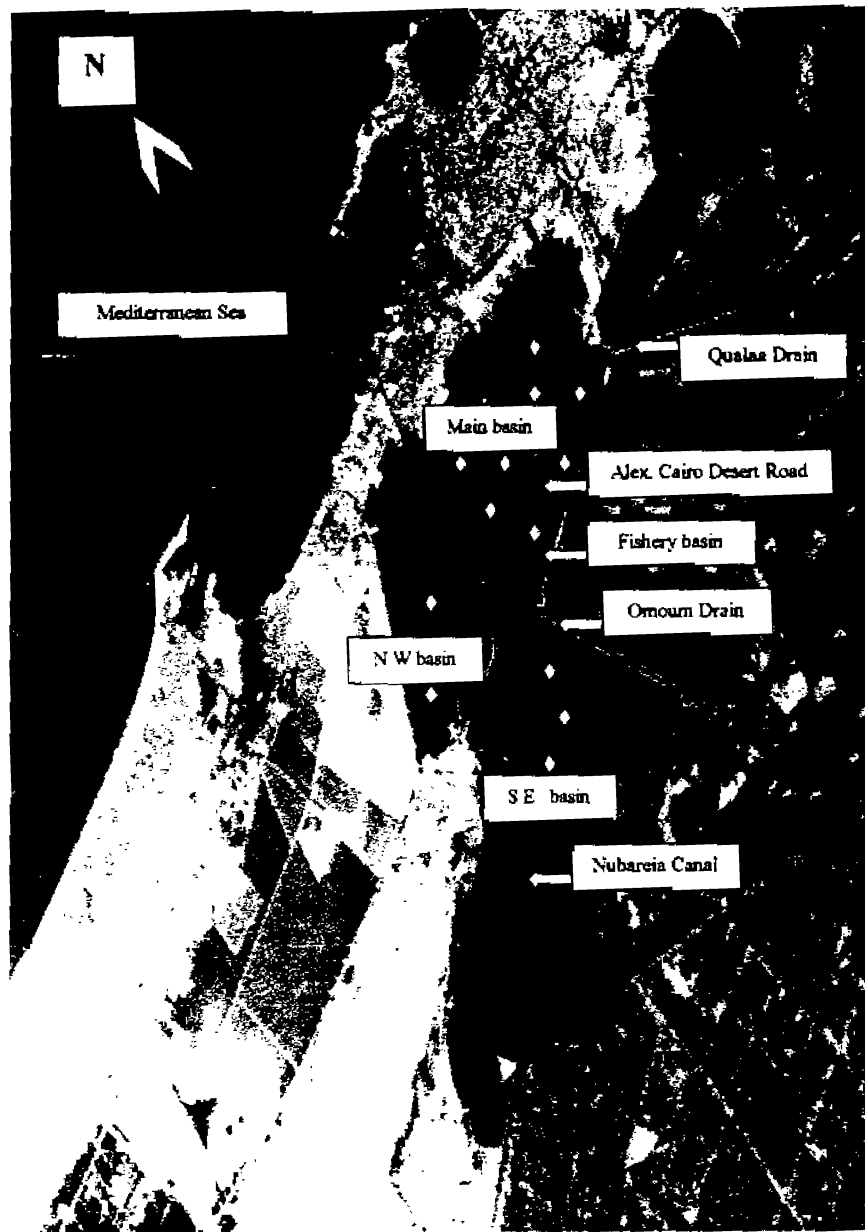 N
Mediterranean Sea
Qualaa Drain
Main basin
Alex. Cairo Desert Road
Fishery basin
Omoum Drain
N W basin
S E basin
Nubareia Canal